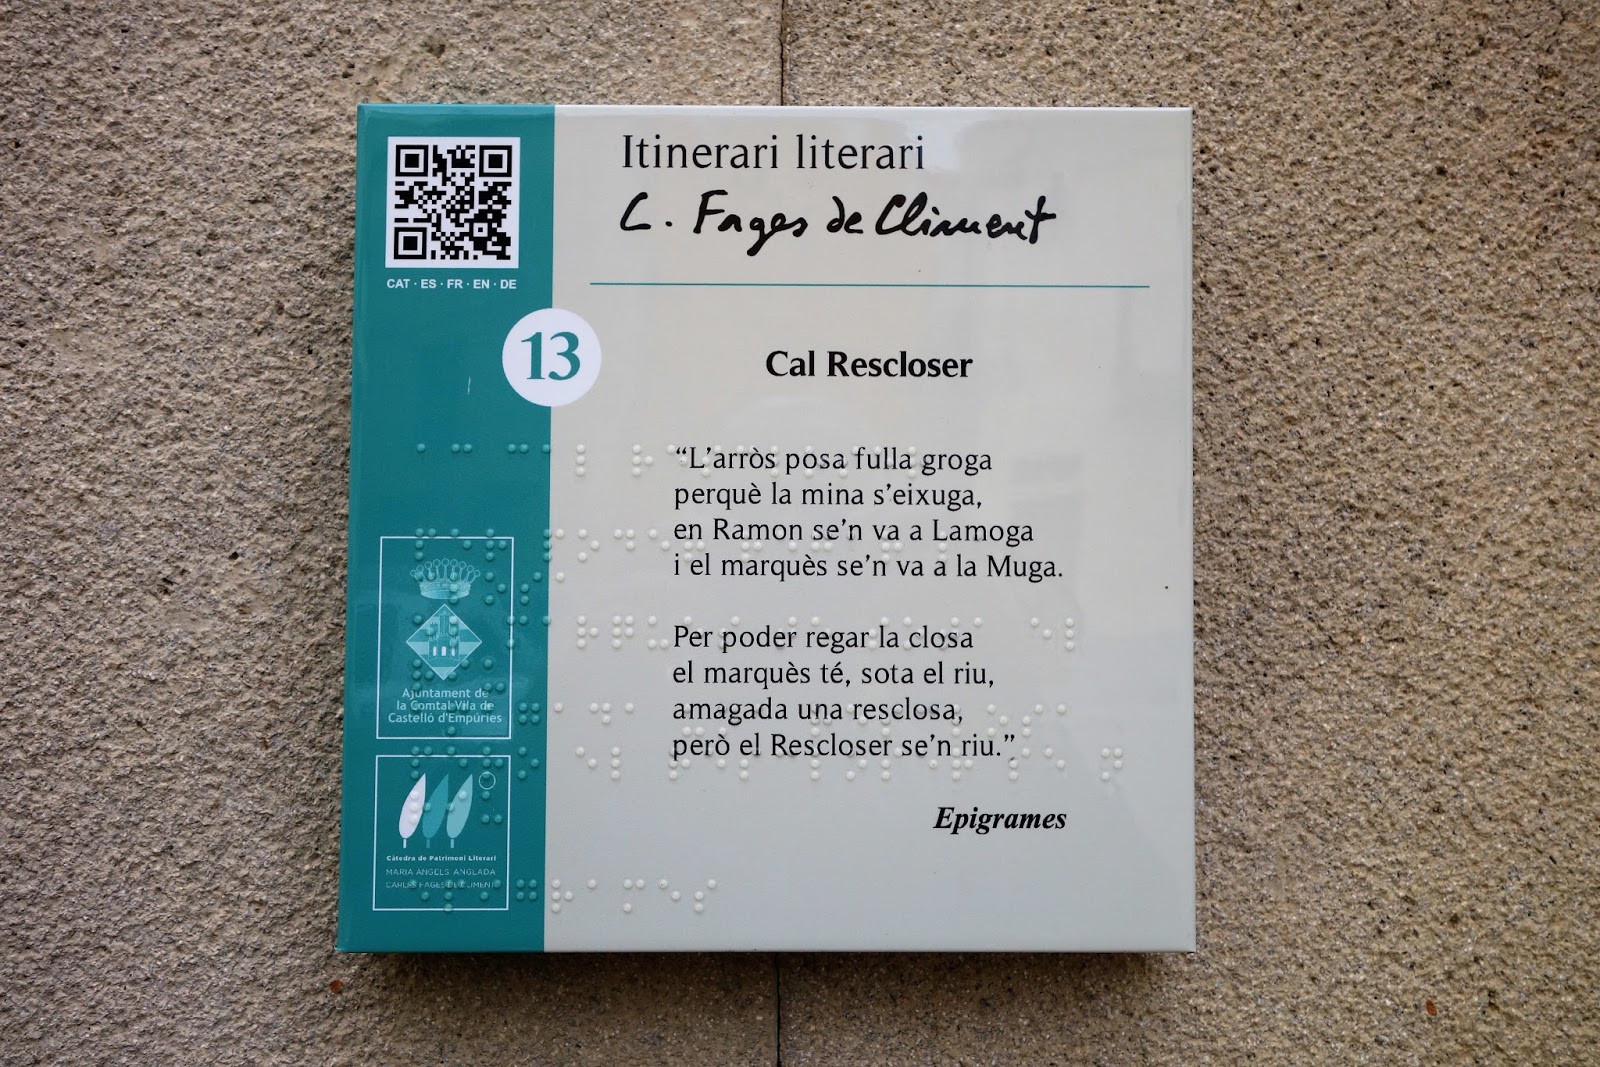 Itinerari literari
C. Fages de Climent
CAT · ES · FR · EN · DE
13
Cal Rescloser
“L’arròs posa fulla groga
perquè la mina s’eixuga,
en Ramon se’n va a Lamoga
i el marquès se’n va a la Muga.
Per poder regar la closa
el marquès té, sota el riu,
amagada una resclosa,
però el Rescloser se’n riu.”
Epigrames
Ajuntament de
la Comtal Vila de
Castelló d'Empúries
Càtedra de Patrimoni Literari
MARIA ÀNGELS ANGLADA
CARLES FAGES DE CLIMENT